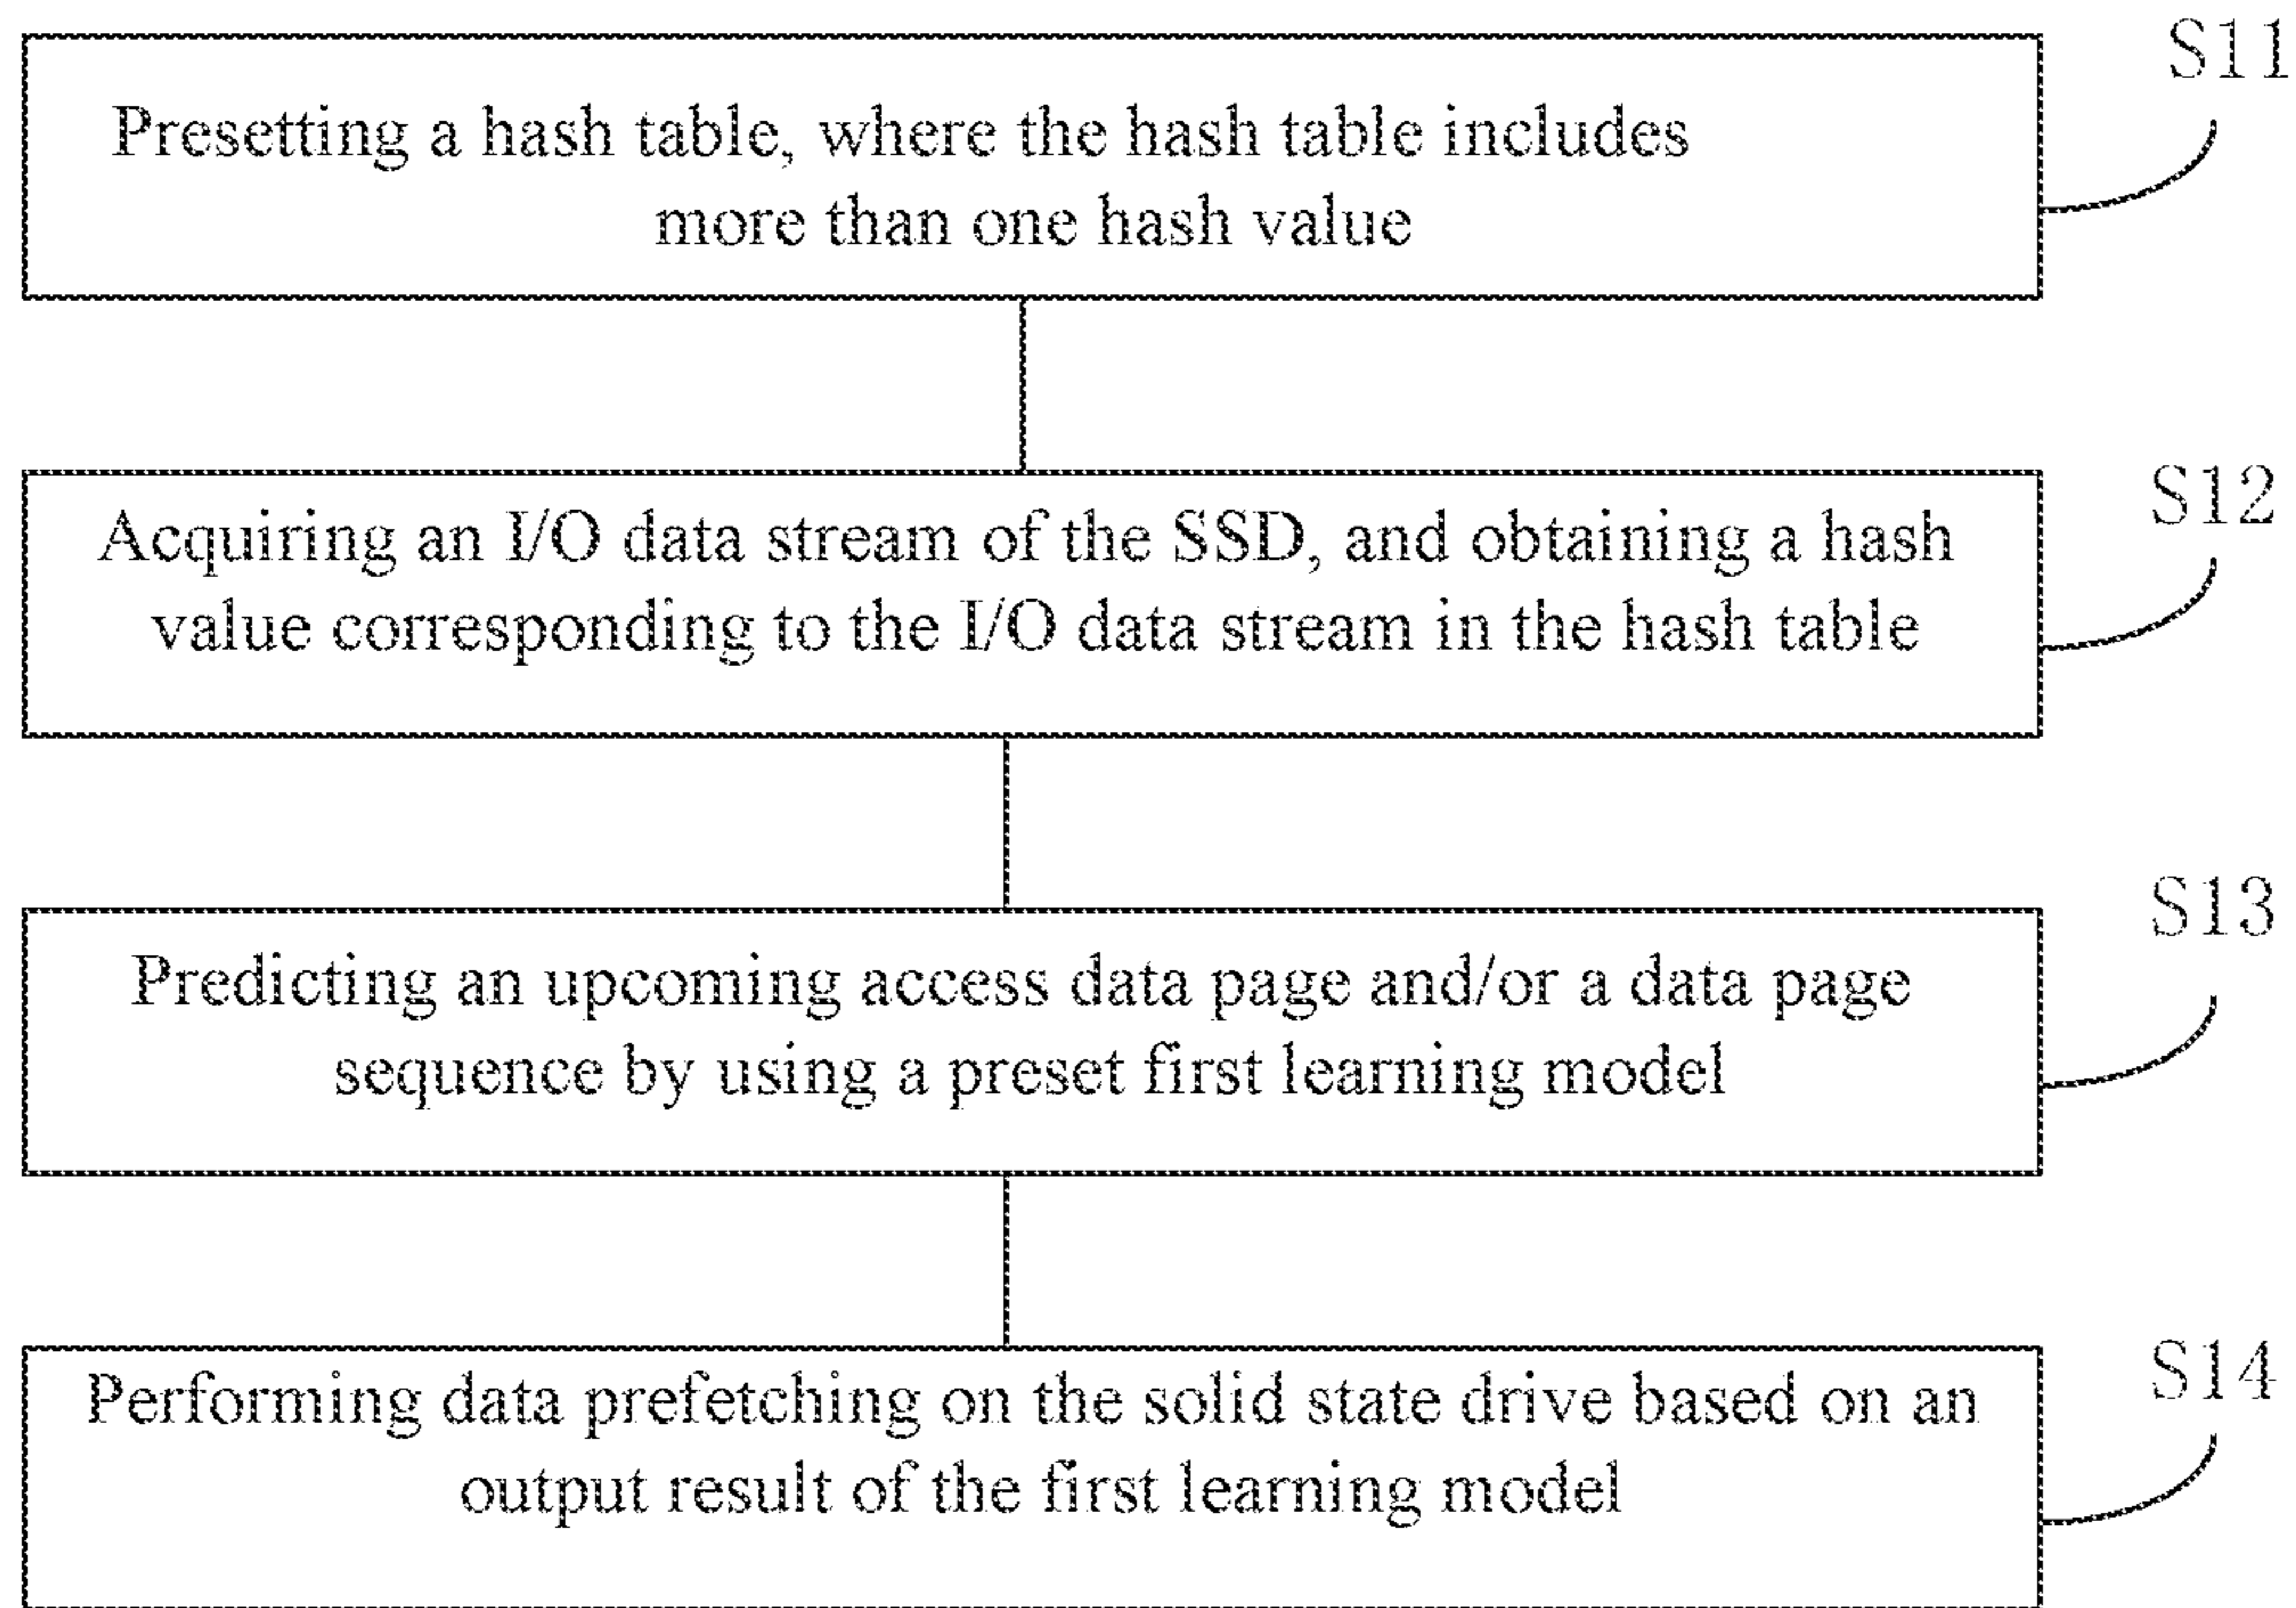 S11
Presetting a hash table, where the hash table includes
more than one hash value
S12
Acquiring an I/O data stream of the SSD, and obtaining a hash
value corresponding to the I/O data stream in the hash table
S13
Predicting an upcoming access data page and/or a data page
sequence by using a preset first learning model
S14
Performing data prefetching on the solid state drive based on an
output result of the first learning model